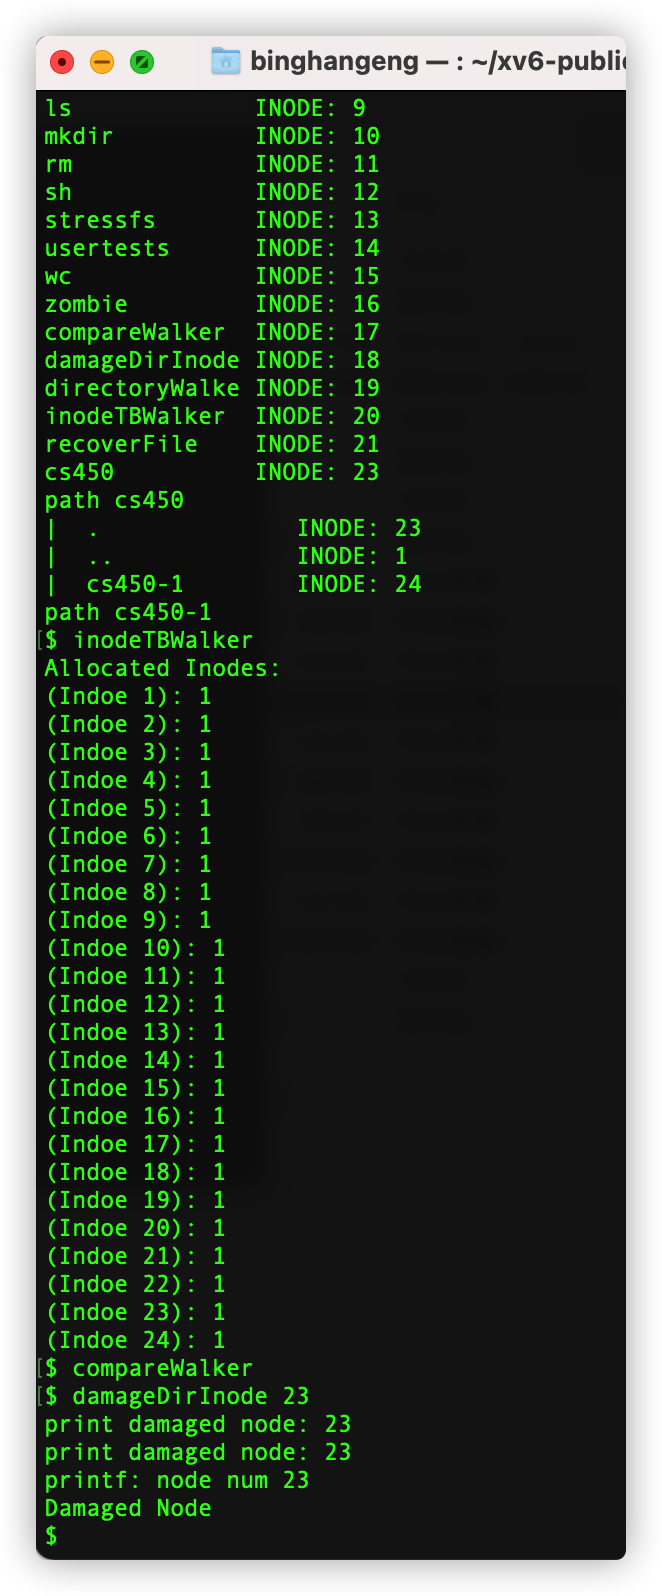 binghangeng — : ~/xv6-public
ls INODE: 9
mkdir INODE: 10
rm INODE: 11
sh INODE: 12
stressfs INODE: 13
usertests INODE: 14
wc INODE: 15
zombie INODE: 16
compareWalker INODE: 17
damageDirInode INODE: 18
directoryWalke INODE: 19
inodeTBWalker INODE: 20
recoverFile INODE: 21
cs450 INODE: 23
path cs450
| . INODE: 23
| .. INODE: 1
| cs450-1 INODE: 24
path cs450-1
[$ inodeTBWalker
Allocated Inodes:
(Indoe 1): 1
(Indoe 2): 1
(Indoe 3): 1
(Indoe 4): 1
(Indoe 5): 1
(Indoe 6): 1
(Indoe 7): 1
(Indoe 8): 1
(Indoe 9): 1
(Indoe 10): 1
(Indoe 11): 1
(Indoe 12): 1
(Indoe 13): 1
(Indoe 14): 1
(Indoe 15): 1
(Indoe 16): 1
(Indoe 17): 1
(Indoe 18): 1
(Indoe 19): 1
(Indoe 20): 1
(Indoe 21): 1
(Indoe 22): 1
(Indoe 23): 1
(Indoe 24): 1
[$ compareWalker
[$ damageDirInode 23
print damaged node: 23
print damaged node: 23
printf: node num 23
Damaged Node
$